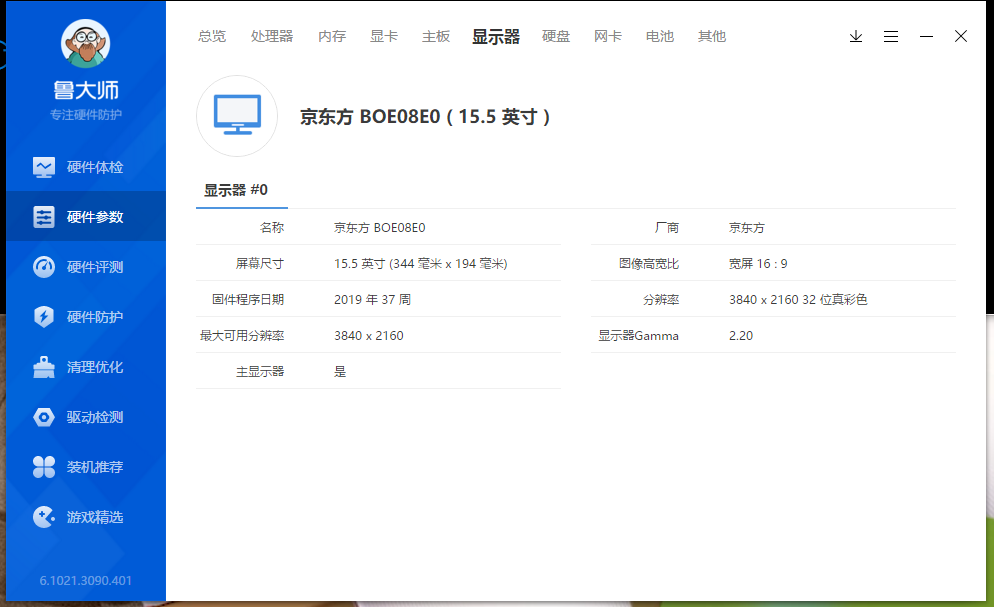 总览 处理器 内存 显卡 主板 显示器 硬盘 网卡 电池 其他
鲁大师
专注硬件防护
硬件体检
硬件参数
硬件评测
硬件防护
清理优化
驱动检测
装机推荐
游戏精选
6.1021.3090.401
京东方 BOE08E0 ( 15.5 英寸 )
显示器 #0
名称 京东方 BOE08E0 厂商 京东方
屏幕尺寸 15.5 英寸 (344 毫米 x 194 毫米) 图像高宽比 宽屏 16 : 9
固件程序日期 2019 年 37 周 分辨率 3840 x 2160 32 位真彩色
最大可用分辨率 3840 x 2160 显示器Gamma 2.20
主显示器 是